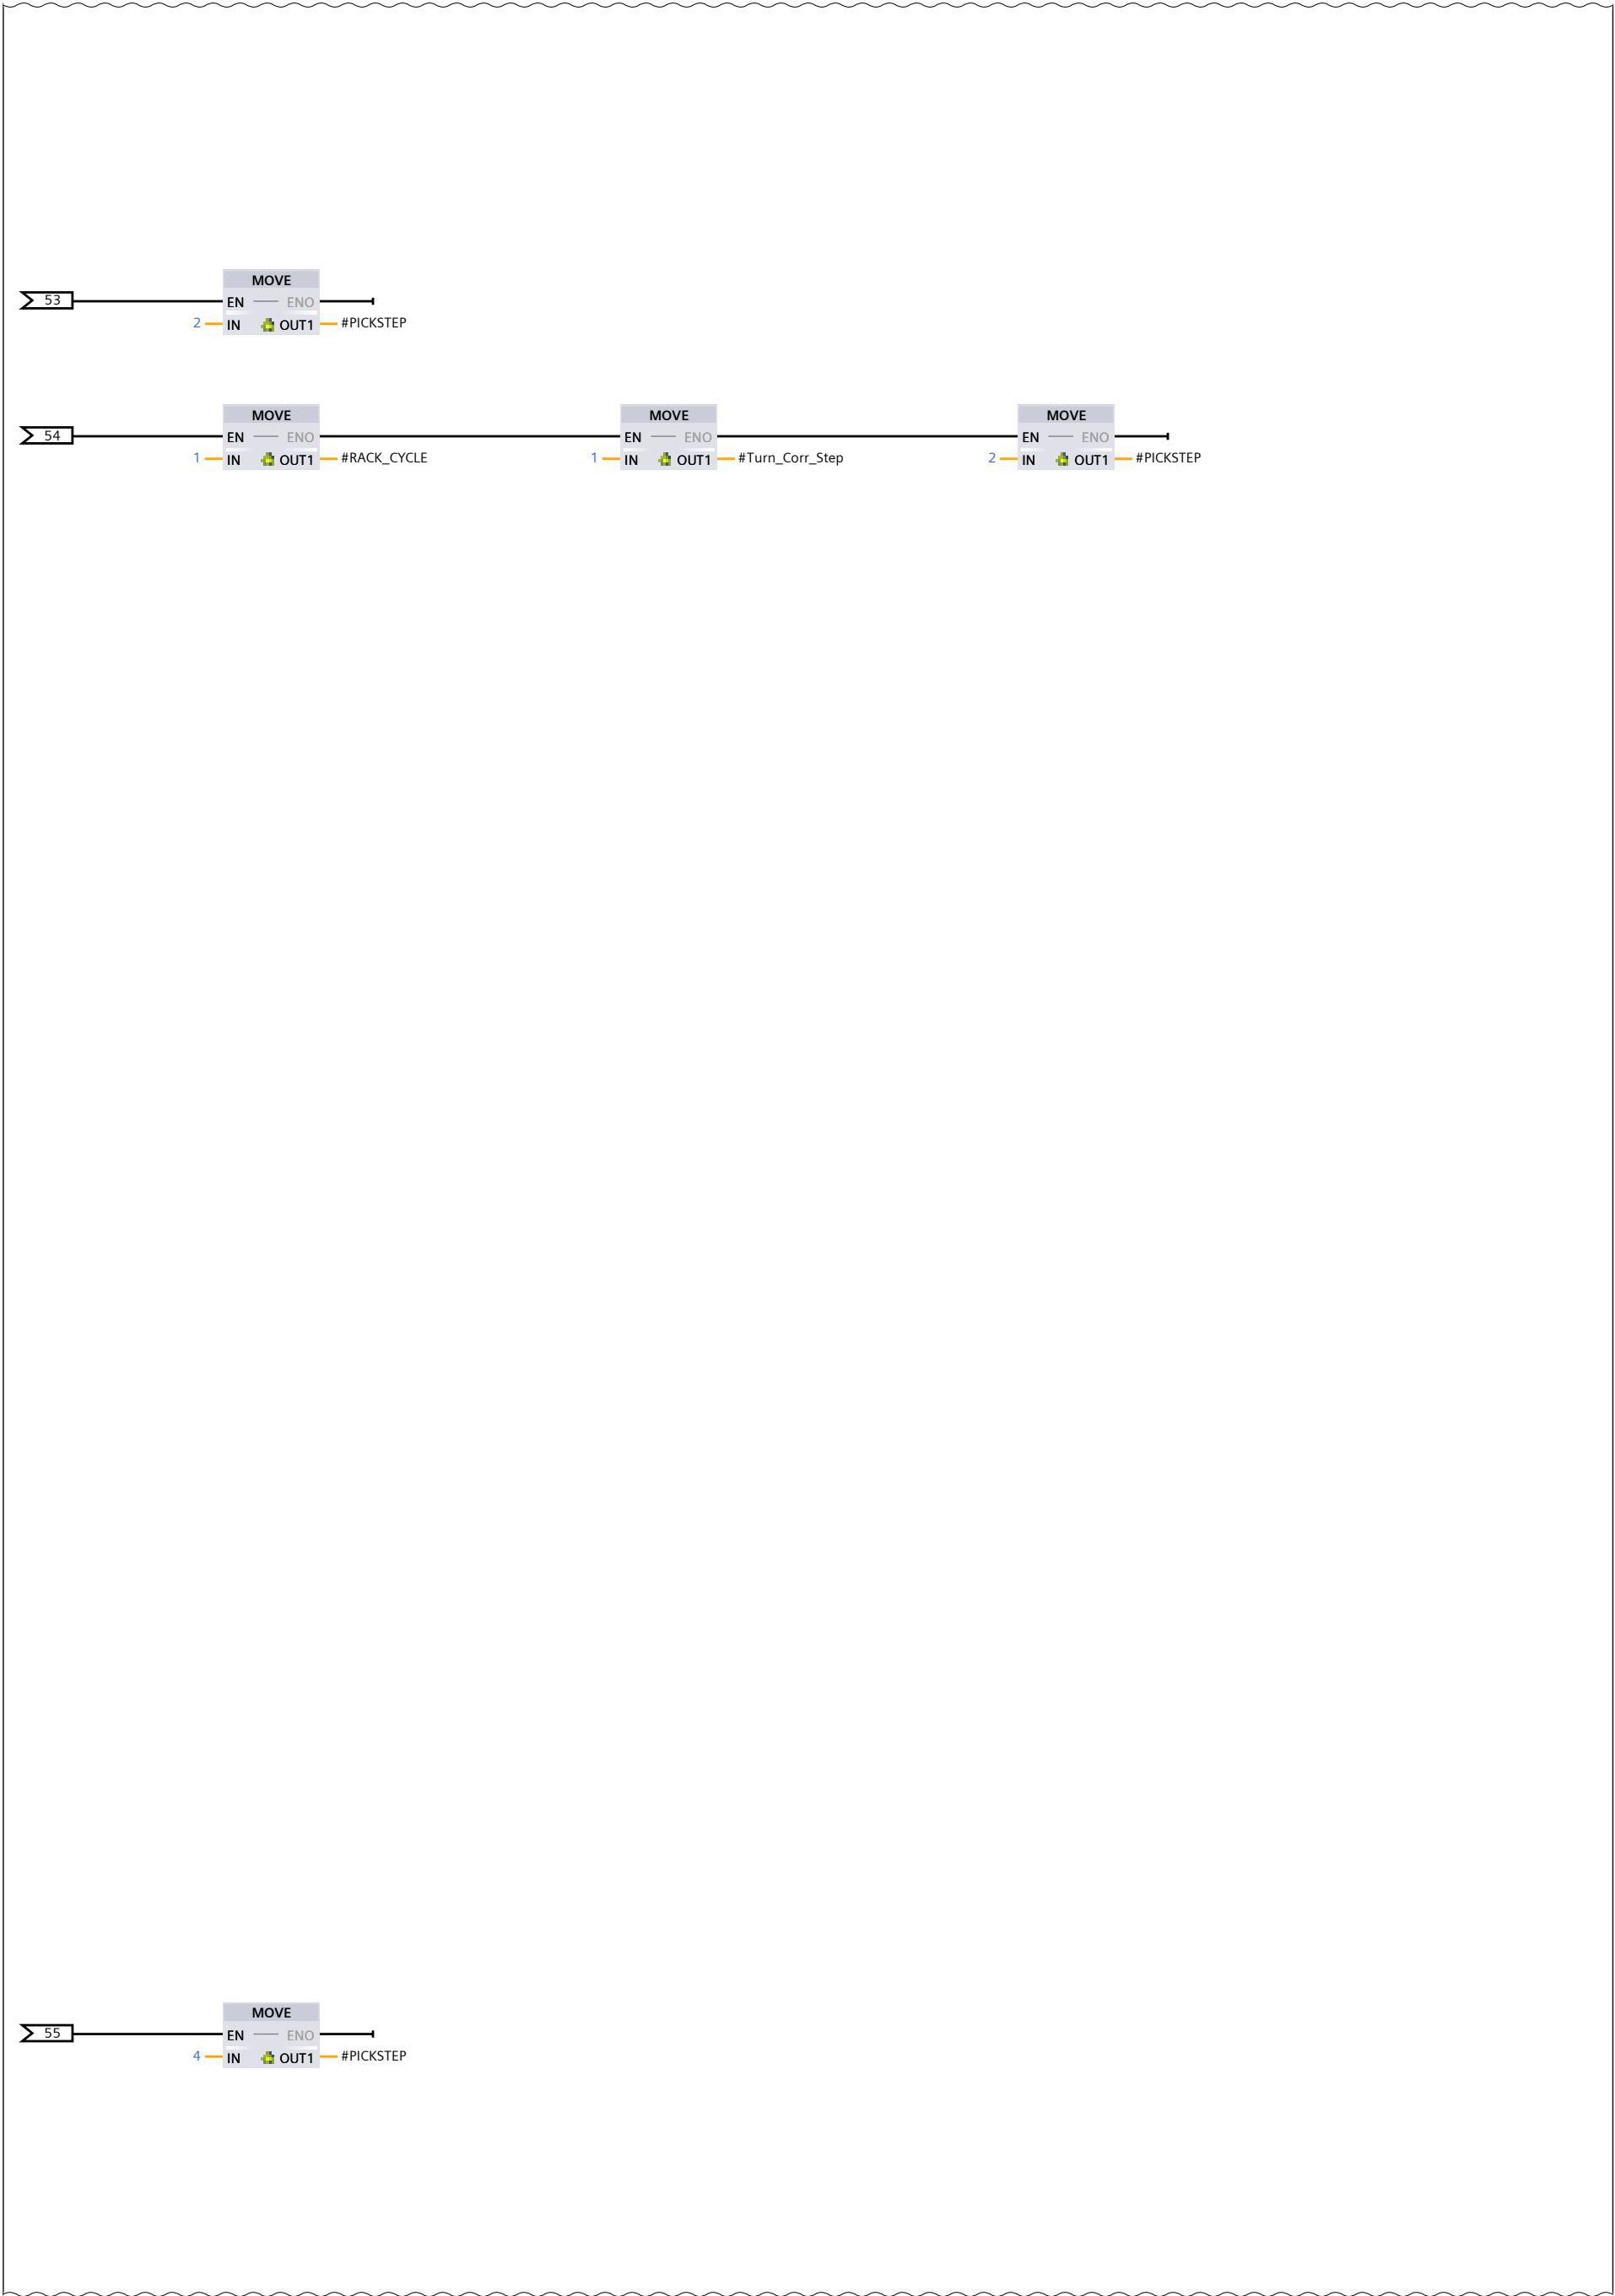 MOVE
53 EN ENO
2 IN OUT1 #PICKSTEP
MOVE MOVE MOVE
54 EN ENO EN ENO EN ENO
1 IN OUT1 #RACK_CYCLE 1 IN OUT1 #Turn_Corr_Step 2 IN OUT1 #PICKSTEP
MOVE
55 EN ENO
4 IN OUT1 #PICKSTEP